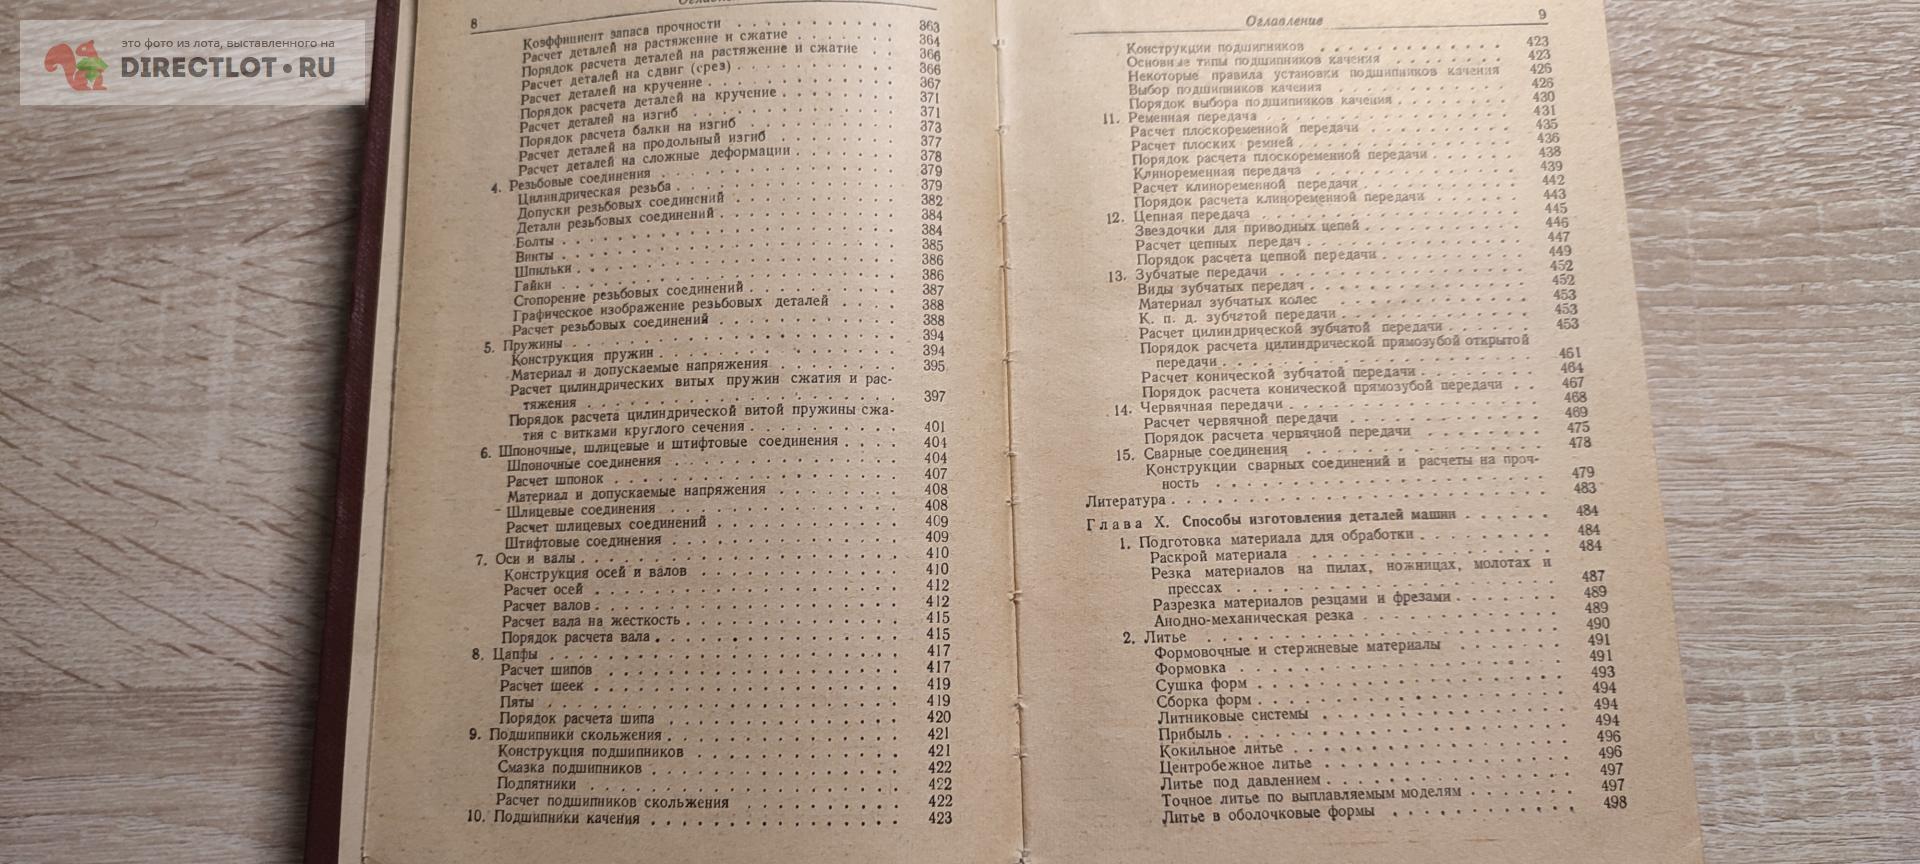 это фото из лота, выставленного на
DIRECTLOT.RU
8
Коэффициент запаса прочности . . . . . . . . . . 363
Расчет деталей на растяжение и сжатие . . . . . . 364
Порядок расчета деталей на растяжение и сжатие . . 366
Расчет деталей на сдвиг (срез) . . . . . . . . . 366
Расчет деталей на кручение . . . . . . . . . . 367
Порядок расчета деталей на кручение . . . . . . 371
Расчет деталей на изгиб . . . . . . . . . . . 371
Порядок расчета балки на изгиб . . . . . . . . 373
Расчет деталей на продольный изгиб . . . . . . . 377
Расчет деталей на сложные деформации . . . . . . 378
4. Резьбовые соединения . . . . . . . . . . . . 379
Цилиндрическая резьба . . . . . . . . . . . . 379
Допуски резьбовых соединений . . . . . . . . . 382
Детали резьбовых соединений . . . . . . . . . . 384
Болты . . . . . . . . . . . . . . . . . 384
Винты . . . . . . . . . . . . . . . . . 385
Шпильки . . . . . . . . . . . . . . . . 386
Гайки . . . . . . . . . . . . . . . . . 386
Стопорение резьбовых соединений . . . . . . . . 387
Графическое изображение резьбовых деталей . . . . 388
Расчет резьбовых соединений . . . . . . . . . . 388
5. Пружины . . . . . . . . . . . . . . . . 394
Конструкция пружин . . . . . . . . . . . . . 394
Материал и допускаемые напряжения . . . . . . . 395
Расчет цилиндрических витых пружин сжатия и рас-
тяжения . . . . . . . . . . . . . . . . 397
Порядок расчета цилиндрической витой пружины сжа-
тия с витками круглого сечения . . . . . . . . 401
6. Шпоночные, шлицевые и штифтовые соединения . . . . 404
Шпоночные соединения . . . . . . . . . . . . 404
Расчет шпонок . . . . . . . . . . . . . . 407
Материал и допускаемые напряжения . . . . . . . 408
Шлицевые соединения . . . . . . . . . . . . 408
Расчет шлицевых соединений . . . . . . . . . . 409
Штифтовые соединения . . . . . . . . . . . . 409
7. Оси и валы . . . . . . . . . . . . . . . 410
Конструкция осей и валов . . . . . . . . . . . 410
Расчет осей . . . . . . . . . . . . . . . 412
Расчет валов . . . . . . . . . . . . . . . 412
Расчет вала на жесткость . . . . . . . . . . . 415
Порядок расчета вала . . . . . . . . . . . . 415
8. Цапфы . . . . . . . . . . . . . . . . . 417
Расчет шипов . . . . . . . . . . . . . . . 417
Расчет шеек . . . . . . . . . . . . . . . 419
Пяты . . . . . . . . . . . . . . . . . 419
Порядок расчета шипа . . . . . . . . . . . . 420
9. Подшипники скольжения . . . . . . . . . . . . 421
Конструкция подшипников . . . . . . . . . . . 421
Смазка подшипников . . . . . . . . . . . . . 422
Подпятники . . . . . . . . . . . . . . . 422
Расчет подшипников скольжения . . . . . . . . . 422
10. Подшипники качения . . . . . . . . . . . . . 423
Оглавление 9
Конструкции подшипников . . . . . . . . . . . 423
Основные типы подшипников качения . . . . . . . 423
Некоторые правила установки подшипников качения 426
Выбор подшипников качения . . . . . . . . . . 426
Порядок выбора подшипников качения . . . . . . . 430
11. Ременная передача . . . . . . . . . . . . . 431
Расчет плоскоременной передачи . . . . . . . . 435
Расчет плоских ремней . . . . . . . . . . . . 436
Порядок расчета плоскоременной передачи . . . . . 438
Клиноременная передача . . . . . . . . . . . 439
Расчет клиноременной передачи . . . . . . . . . 442
Порядок расчета клиноременной передачи . . . . . 443
12. Цепная передача . . . . . . . . . . . . . . 445
Звездочки для приводных цепей . . . . . . . . . 446
Расчет цепных передач . . . . . . . . . . . . 447
Порядок расчета цепной передачи . . . . . . . . 449
13. Зубчатые передачи . . . . . . . . . . . . . 452
Виды зубчатых передач . . . . . . . . . . . . 452
Материал зубчатых колес . . . . . . . . . . . 453
К. п. д. зубчатой передачи . . . . . . . . . . 453
Расчет цилиндрической зубчатой передачи . . . . . 453
Порядок расчета цилиндрической прямозубой открытой
передачи . . . . . . . . . . . . . . . . 461
Расчет конической зубчатой передачи . . . . . . . 464
Порядок расчета конической прямозубой передачи . . 467
14. Червячная передачи . . . . . . . . . . . . . 468
Расчет червячной передачи . . . . . . . . . . 469
Порядок расчета червячной передачи . . . . . . . 475
15. Сварные соединения . . . . . . . . . . . . . 478
Конструкции сварных соединений и расчеты на проч-
ность . . . . . . . . . . . . . . . . . 479
Литература . . . . . . . . . . . . . . . . . 483
Глава X. Способы изготовления деталей машин . . . . . . 484
1. Подготовка материала для обработки . . . . . . . 484
Раскрой материала . . . . . . . . . . . . . 484
Резка материалов на пилах, ножницах, молотах и
прессах . . . . . . . . . . . . . . . . 487
Разрезка материалов резцами и фрезами . . . . . . 489
Анодно-механическая резка . . . . . . . . . . 489
2. Литье . . . . . . . . . . . . . . . . . 490
Формовочные и стержневые материалы . . . . . . . 491
Формовка . . . . . . . . . . . . . . . . 491
Сушка форм . . . . . . . . . . . . . . . 493
Сборка форм . . . . . . . . . . . . . . . 494
Литниковые системы . . . . . . . . . . . . . 494
Прибыль . . . . . . . . . . . . . . . . 494
Кокильное литье . . . . . . . . . . . . . . 496
Центробежное литье . . . . . . . . . . . . . 496
Литье под давлением . . . . . . . . . . . . . 497
Точное литье по выплавляемым моделям . . . . . . 497
Литье в оболочковые формы . . . . . . . . . . 498